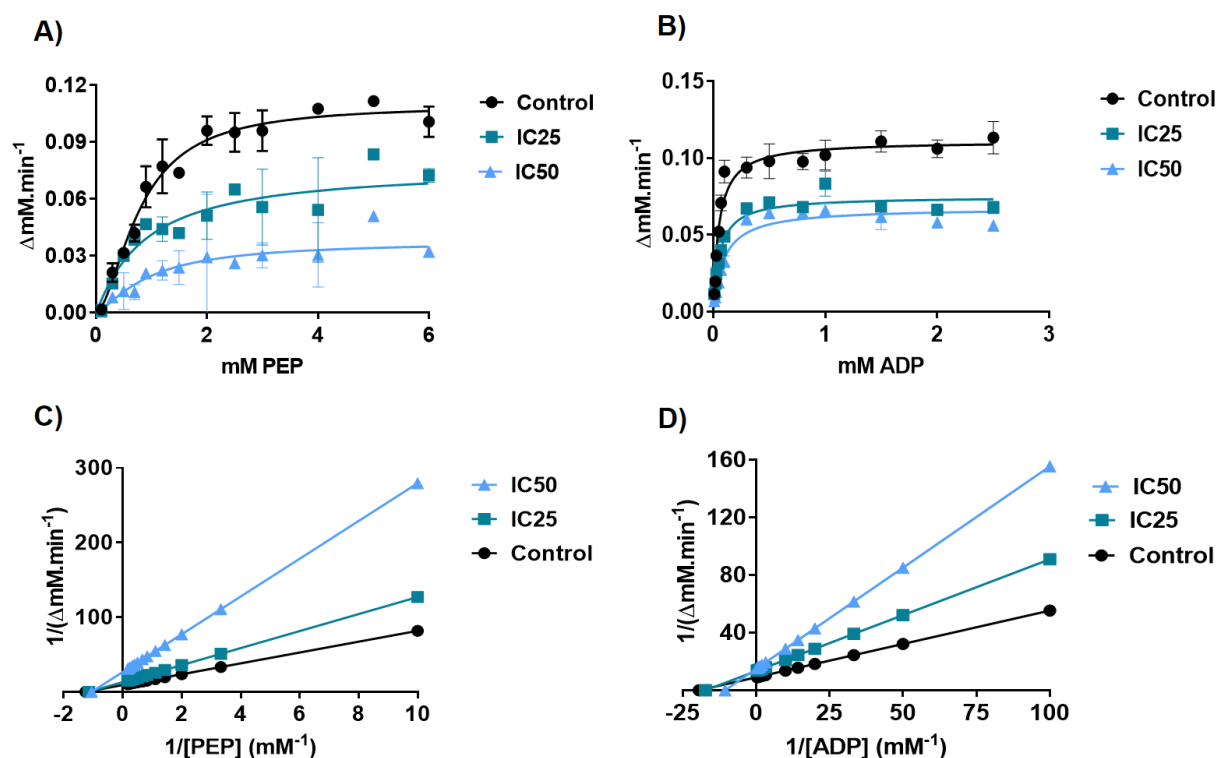 A)
0.12
0.09
0.06
0.03
0.00
0
2
4
6
ΔmM.min⁻¹
mM PEP
Control
IC25
IC50
B)
0.15
0.10
0.05
0.00
0
1
2
3
ΔmM.min⁻¹
mM ADP
Control
IC25
IC50
C)
300
200
100
-2
0
2
4
6
8
10
1/(ΔmM.min⁻¹)
1/[PEP] (mM⁻¹)
IC50
IC25
Control
D)
160
120
80
40
-25
0
25
50
75
100
1/(ΔmM.min⁻¹)
1/[ADP] (mM⁻¹)
IC50
IC25
Control